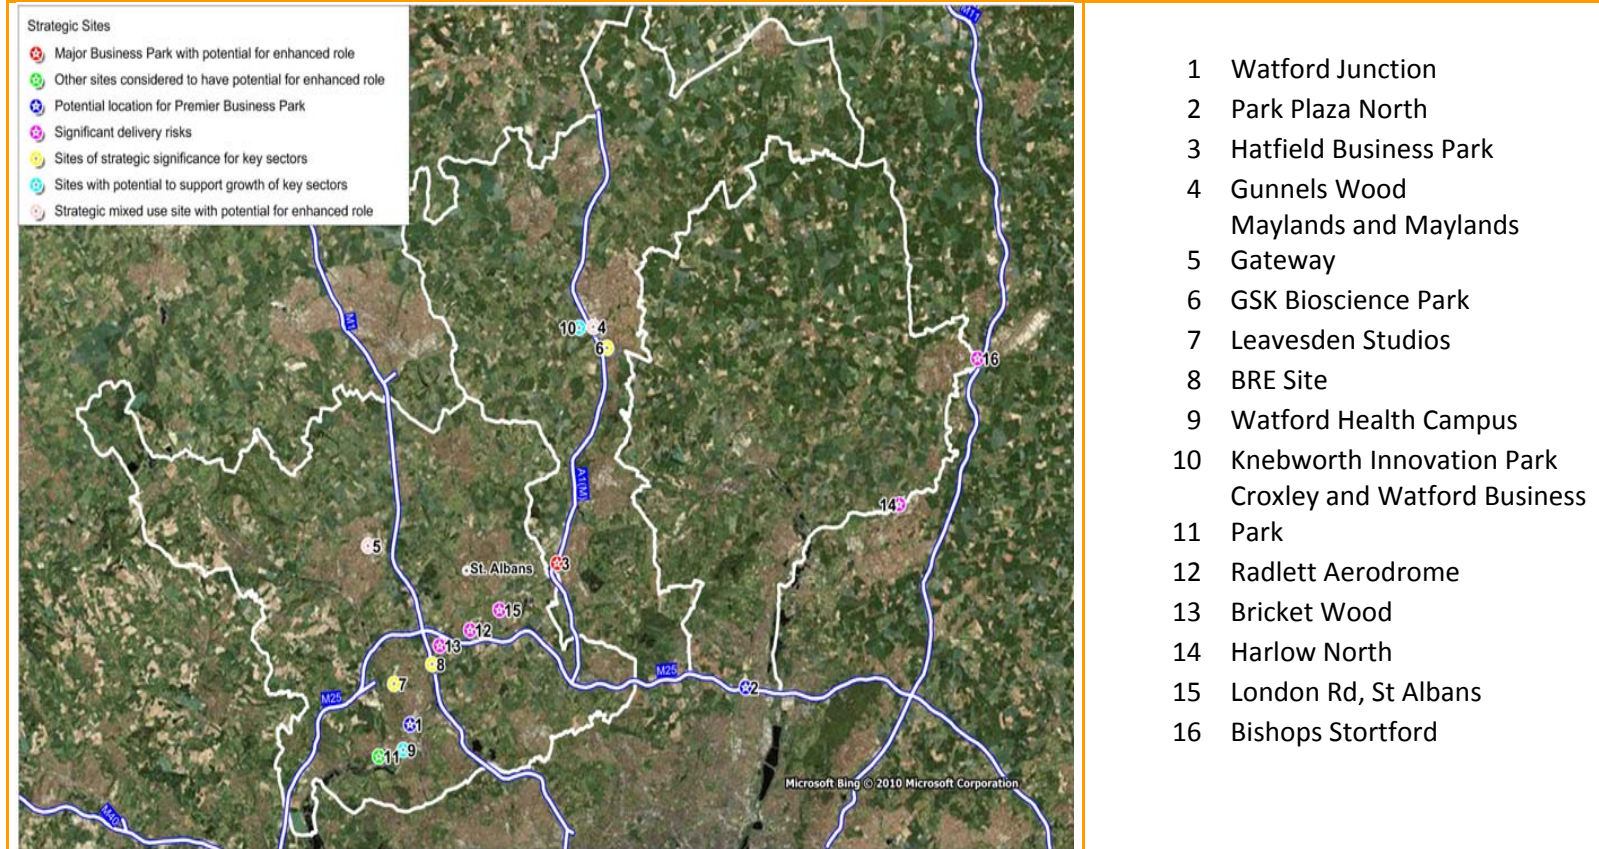 Strategic Sites
Major Business Park with potential for enhanced role
Other sites considered to have potential for enhanced role
Potential location for Premier Business Park
Significant delivery risks
Sites of strategic significance for key sectors
Sites with potential to support growth of key sectors
Strategic mixed use site with potential for enhanced role
M11
M1
10
4
6
16
A1(M)
14
5
St. Albans
3
15
12
13
8
M25
7
M25
2
1
9
11
Microsoft Bing © 2010 Microsoft Corporation
M40
1 Watford Junction
2 Park Plaza North
3 Hatfield Business Park
4 Gunnels Wood
Maylands and Maylands
5 Gateway
6 GSK Bioscience Park
7 Leavesden Studios
8 BRE Site
9 Watford Health Campus
10 Knebworth Innovation Park
Croxley and Watford Business
11 Park
12 Radlett Aerodrome
13 Bricket Wood
14 Harlow North
15 London Rd, St Albans
16 Bishops Stortford